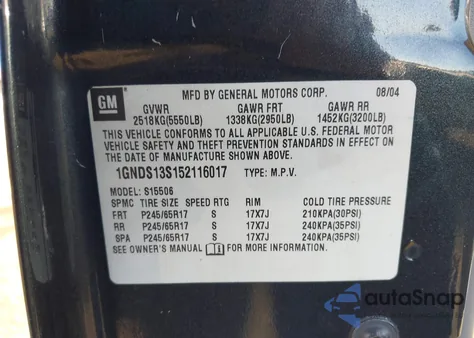 GM
MFD BY GENERAL MOTORS CORP. 08/04
GVWR GAWR FRT GAWR RR
2518KG(5550LB) 1338KG(2950LB) 1452KG(3200LB)
THIS VEHICLE CONFORMS TO ALL APPLICABLE U.S. FEDERAL MOTOR
VEHICLE SAFETY AND THEFT PREVENTION STANDARDS IN EFFECT ON
THE DATE OF MANUFACTURE SHOWN ABOVE.
1GNDS13S152116017 TYPE: M.P.V.
MODEL: S15506
SPMC TIRE SIZE SPEED RTG RIM COLD TIRE PRESSURE
FRT P245/65R17 S 17X7J 210KPA(30PSI)
RR P245/65R17 S 17X7J 240KPA(35PSI)
SPA P245/65R17 S 17X7J 240KPA(35PSI)
SEE OWNER'S MANUAL FOR MORE INFORMATION.
autoSnap